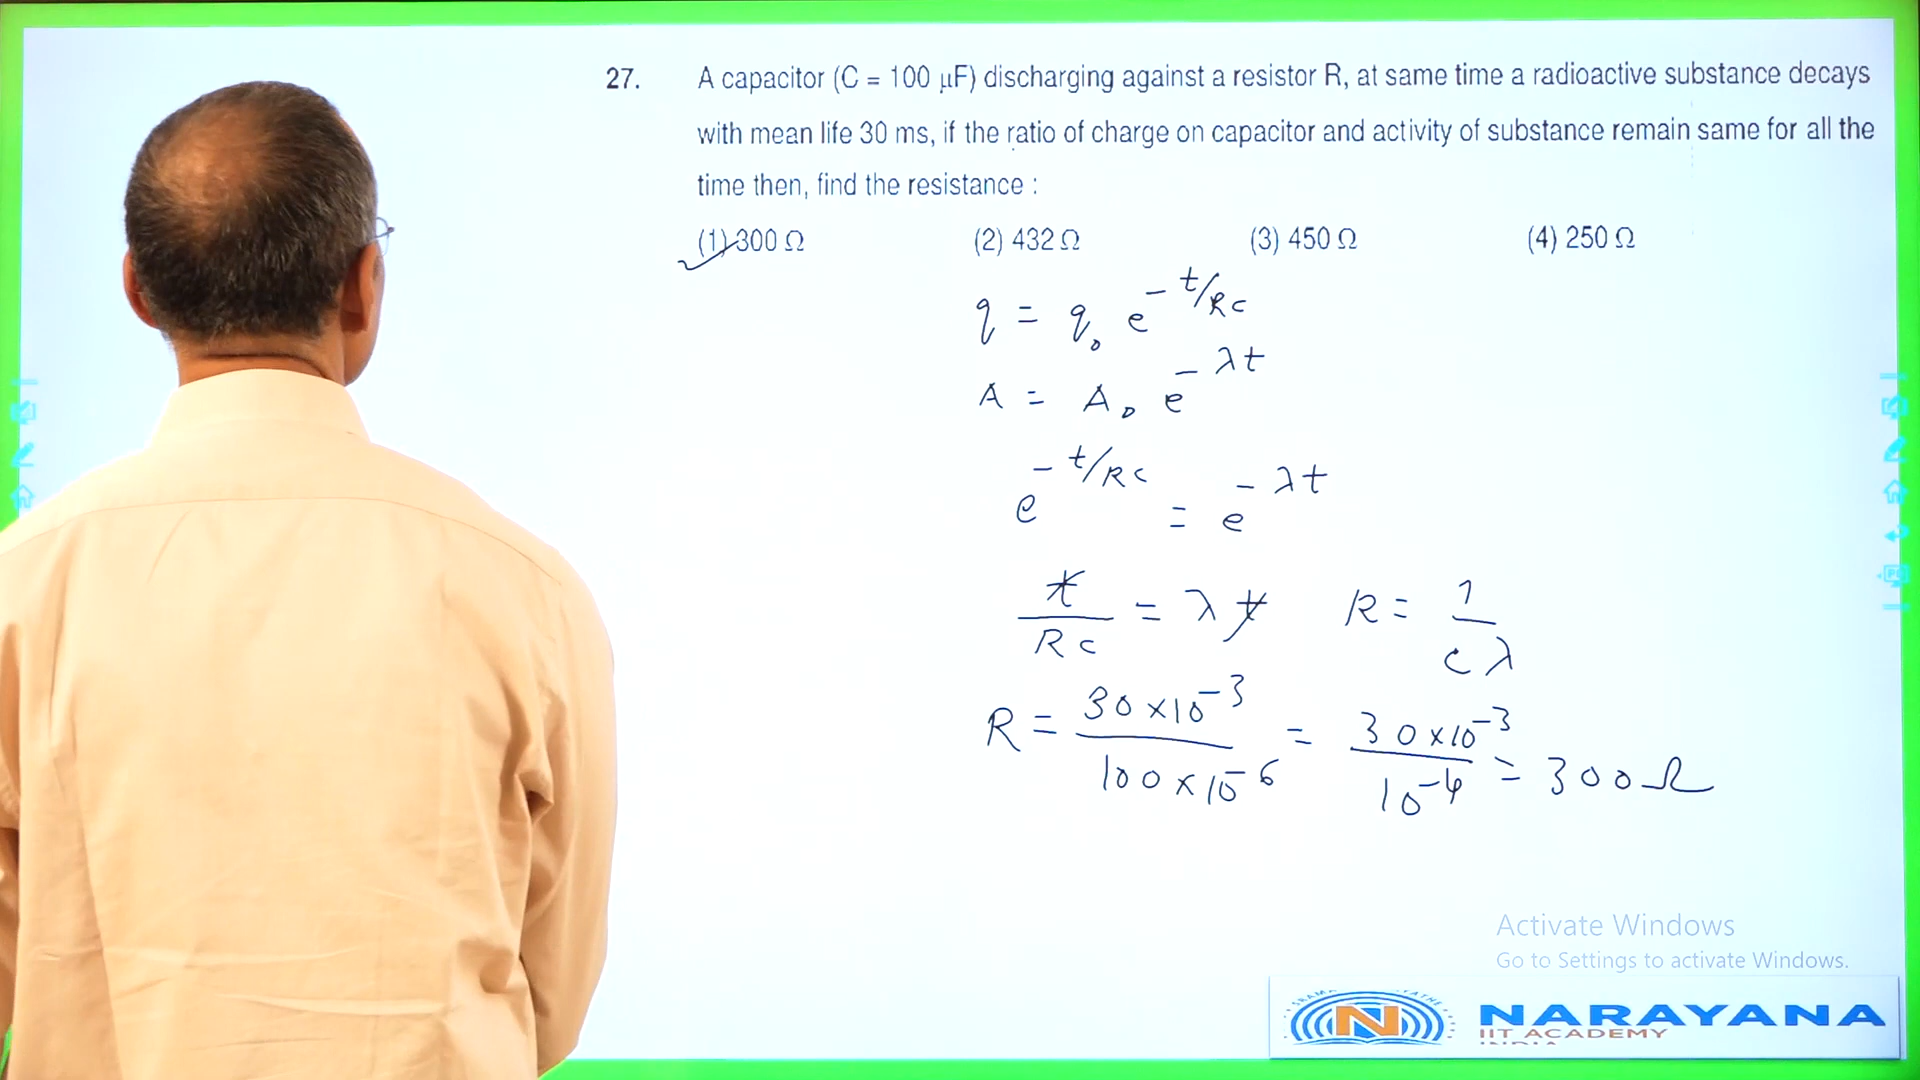 27. A capacitor (C = 100 μF) discharging against a resistor R, at same time a radioactive substance decays
with mean life 30 ms, if the ratio of charge on capacitor and activity of substance remain same for all the
time then, find the resistance :
(1) 300 Ω (2) 432 Ω (3) 450 Ω (4) 250 Ω
q = q₀ e^(-t/RC)
A = A₀ e^(-λt)
e^(-t/RC) = e^(-λt)
t/RC = λt R = 1/Cλ
R = 30×10⁻³/100×10⁻⁶ = 30×10⁻³/10⁻⁴ = 300Ω
Activate Windows
Go to Settings to activate Windows.
N NARAYANA
IIT ACADEMY
INDIA